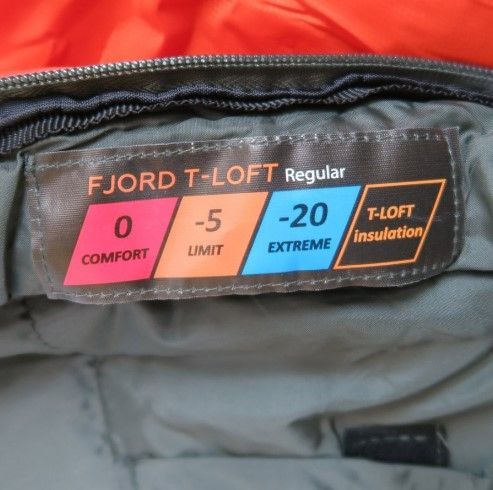 FJORD T-LOFT Regular
0
COMFORT
-5
LIMIT
-20
EXTREME
T-LOFT
insulation